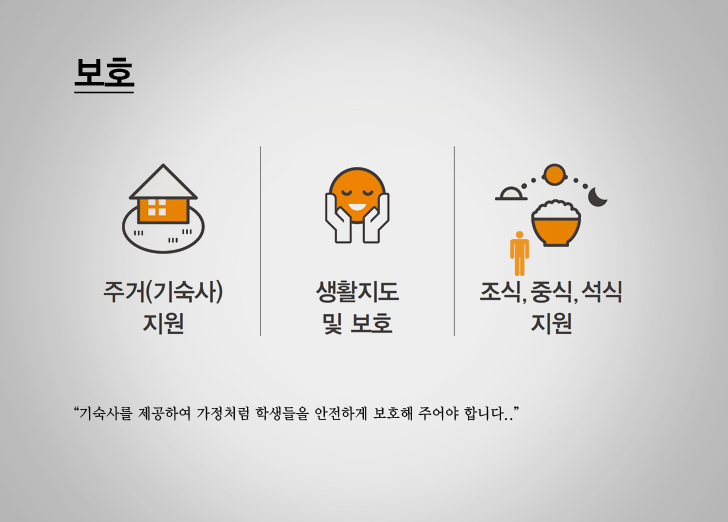 보호
주거(기숙사)
지원
생활지도
및 보호
조식, 중식, 석식
지원
“기숙사를 제공하여 가정처럼 학생들을 안전하게 보호해 주어야 합니다..”